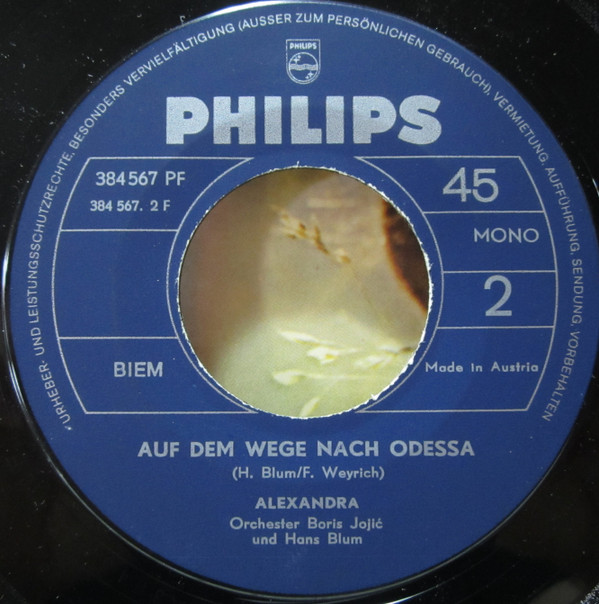 URHEBER- UND LEISTUNGSSCHUTZRECHTE, BESONDERS VERVIELFÄLTIGUNG (AUSSER ZUM PERSÖNLICHEN GEBRAUCH), VERMIETUNG, AUFFÜHRUNG, SENDUNG, VORBEHALTEN
PHILIPS
PHILIPS
384567 PF
384 567. 2 F
45
MONO
2
BIEM
Made in Austria
AUF DEM WEGE NACH ODESSA
(H. Blum/F. Weyrich)
ALEXANDRA
Orchester Boris Jojić
und Hans Blum